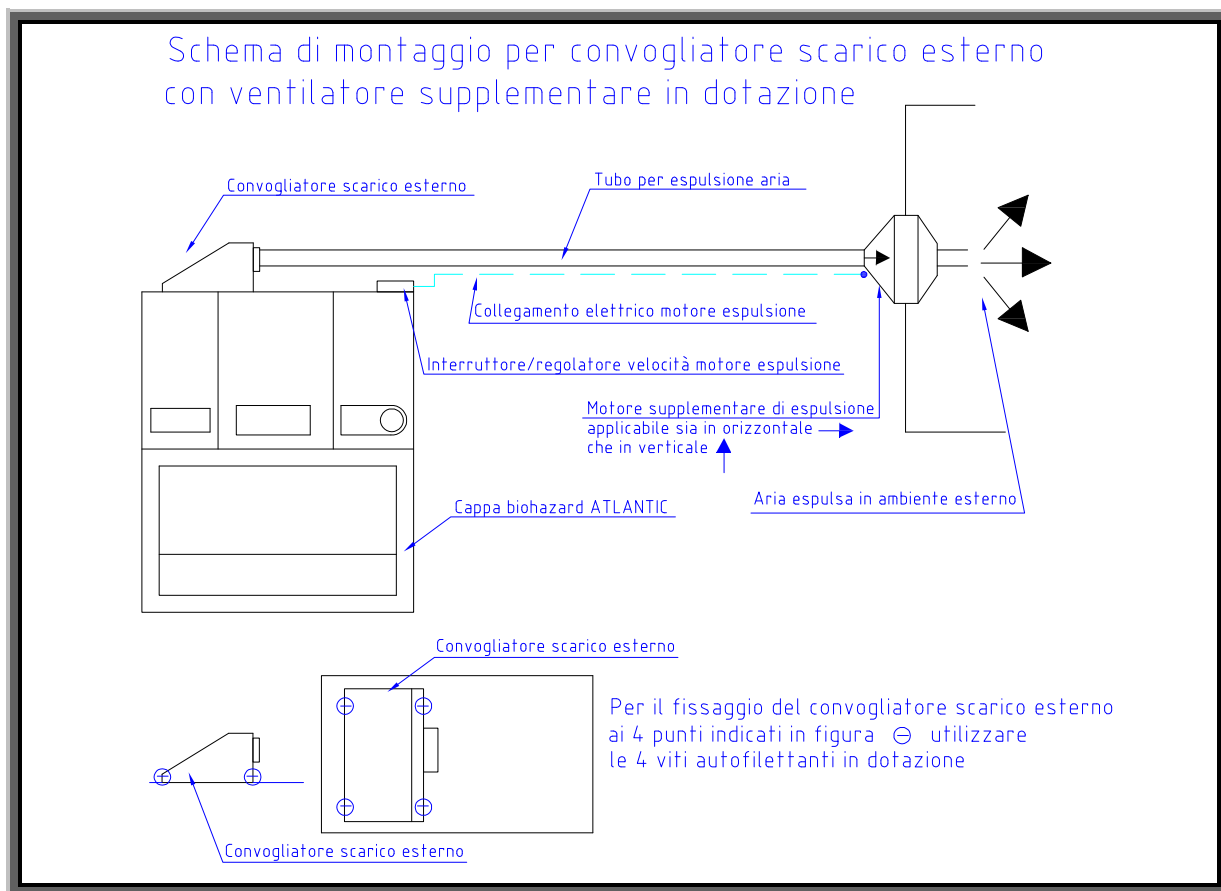 Schema di montaggio per convogliatore scarico esterno
con ventilatore supplementare in dotazione
Convogliatore scarico esterno
Tubo per espulsione aria
Collegamento elettrico motore espulsione
Interruttore/regolatore velocità motore espulsione
Motore supplementare di espulsione
applicabile sia in orizzontale
che in verticale
Aria espulsa in ambiente esterno
Cappa biohazard ATLANTIC
Convogliatore scarico esterno
Per il fissaggio del convogliatore scarico esterno
ai 4 punti indicati in figura ⊖ utilizzare
le 4 viti autofilettanti in dotazione
Convogliatore scarico esterno